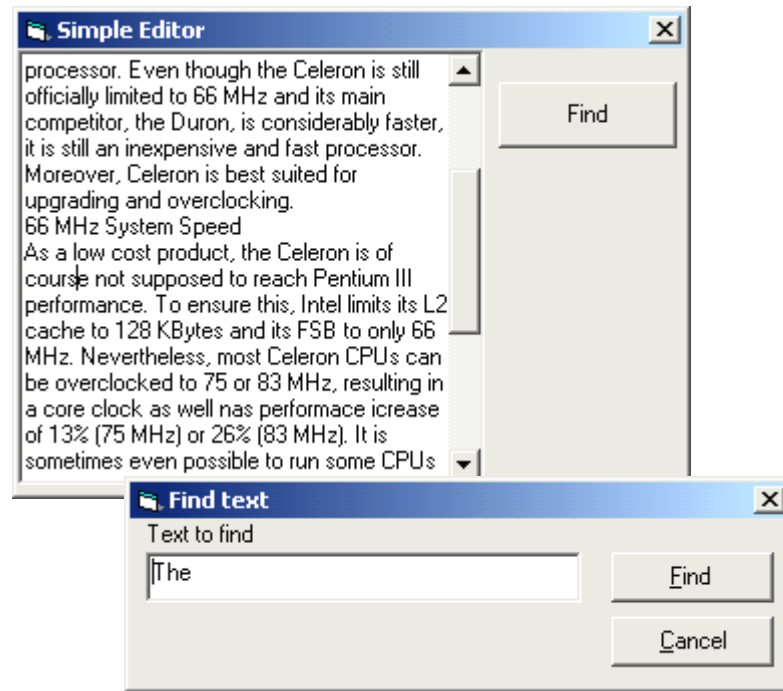 Simple Editor
processor. Even though the Celeron is still
officially limited to 66 MHz and its main
competitor, the Duron, is considerably faster,
it is still an inexpensive and fast processor.
Moreover, Celeron is best suited for
upgrading and overclocking.
66 MHz System Speed
As a low cost product, the Celeron is of
course not supposed to reach Pentium III
performance. To ensure this, Intel limits its L2
cache to 128 KBytes and its FSB to only 66
MHz. Nevertheless, most Celeron CPUs can
be overclocked to 75 or 83 MHz, resulting in
a core clock as well nas performace icrease
of 13% (75 MHz) or 26% (83 MHz). It is
sometimes even possible to run some CPUs
Find
Find text
Text to find
The
Find
Cancel